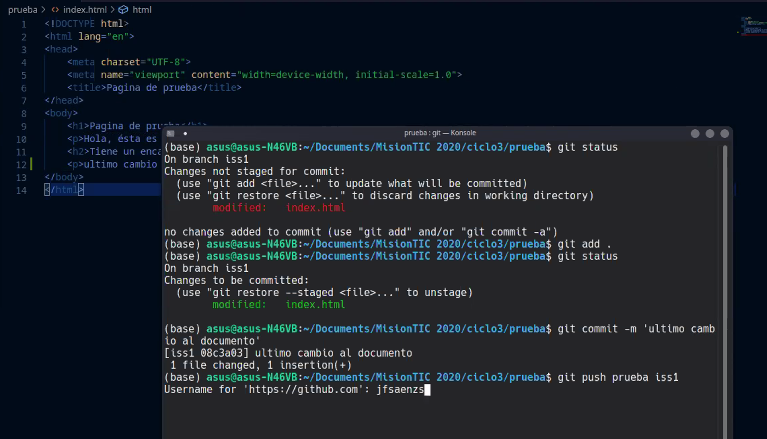 prueba > <> index.html > html
1 <!DOCTYPE html>
2 <html lang="en">
3 <head>
4 <meta charset="UTF-8">
5 <meta name="viewport" content="width=device-width, initial-scale=1.0">
6 <title>Pagina de prueba</title>
7 </head>
8 <body>
9 <h1>Pagina de prueba</h1>
10 <p>Hola, ésta es
11 <h2>Tiene un enca
12 <p>ultimo cambio
13 </body>
14 </html>
prueba : git — Konsole
(base) asus@asus-N46VB:~/Documents/MisionTIC 2020/ciclo3/prueba$ git status
On branch iss1
Changes not staged for commit:
(use "git add <file>..." to update what will be committed)
(use "git restore <file>..." to discard changes in working directory)
modified: index.html
no changes added to commit (use "git add" and/or "git commit -a")
(base) asus@asus-N46VB:~/Documents/MisionTIC 2020/ciclo3/prueba$ git add .
(base) asus@asus-N46VB:~/Documents/MisionTIC 2020/ciclo3/prueba$ git status
On branch iss1
Changes to be committed:
(use "git restore --staged <file>..." to unstage)
modified: index.html
(base) asus@asus-N46VB:~/Documents/MisionTIC 2020/ciclo3/prueba$ git commit -m 'ultimo camb
io al documento'
[iss1 08c3a03] ultimo cambio al documento
1 file changed, 1 insertion(+)
(base) asus@asus-N46VB:~/Documents/MisionTIC 2020/ciclo3/prueba$ git push prueba iss1
Username for 'https://github.com': jfsaenzs